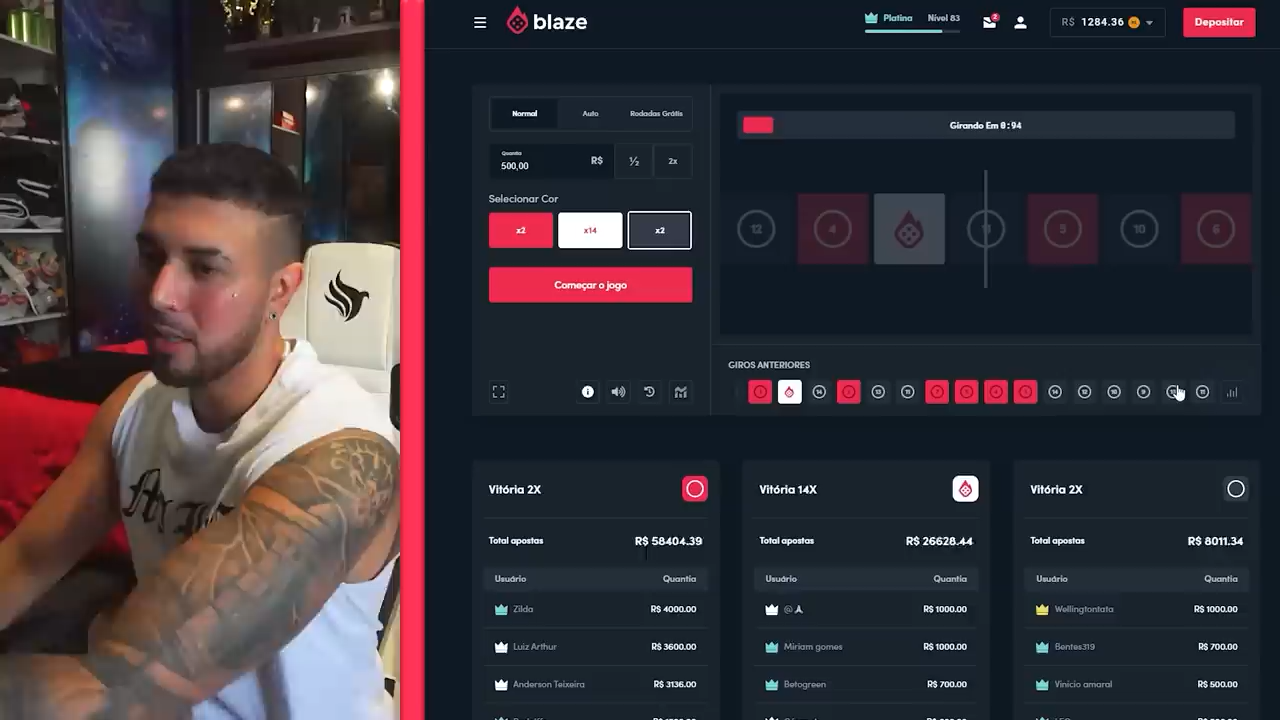 blaze
Platina Nível 83
2
R$ 1284.36
Depositar
Normal Auto Rodadas Grátis
Girando Em 0:94
Quantia
500,00 R$ ½ 2x
Selecionar Cor
x2 x14 x2
12 4 11 5 10 6
Começar o jogo
GIROS ANTERIORES
Vitória 2X
Total apostas R$ 58404.39
Usuário Quantia
Zilda R$ 4000.00
Luiz Arthur R$ 3600.00
Anderson Teixeira R$ 3136.00
Vitória 14X
Total apostas R$ 26628.44
Usuário Quantia
@ R$ 1000.00
Miriam gomes R$ 1000.00
Betogreen R$ 700.00
Vitória 2X
Total apostas R$ 8011.34
Usuário Quantia
Wellingtontata R$ 1000.00
Bentes319 R$ 700.00
Vinício amaral R$ 500.00